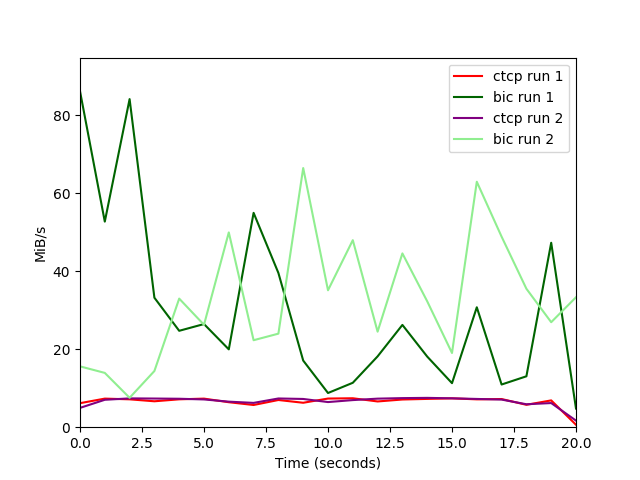 ctcp run 1
bic run 1
ctcp run 2
bic run 2
80
60
40
20
0
MiB/s
0.0 2.5 5.0 7.5 10.0 12.5 15.0 17.5 20.0
Time (seconds)